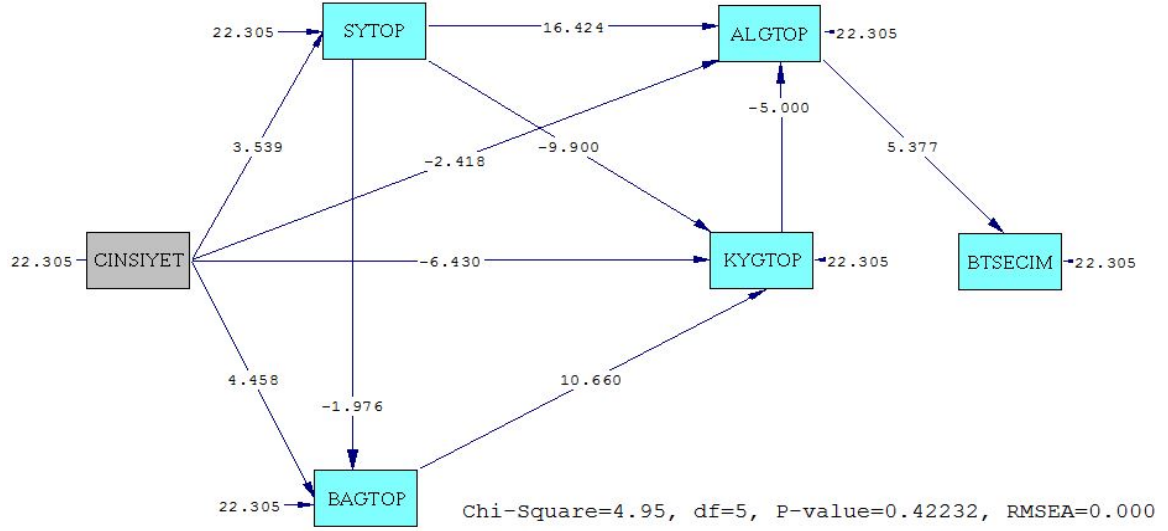 22.305 SYTOP 16.424 ALGTOP 22.305
-5.000
3.539 -9.900 5.377
-2.418
22.305 CINSIYET -6.430 KYGTOP 22.305 BTSECIM 22.305
4.458 10.660
-1.976
22.305 BAGTOP
Chi-Square=4.95, df=5, P-value=0.42232, RMSEA=0.000